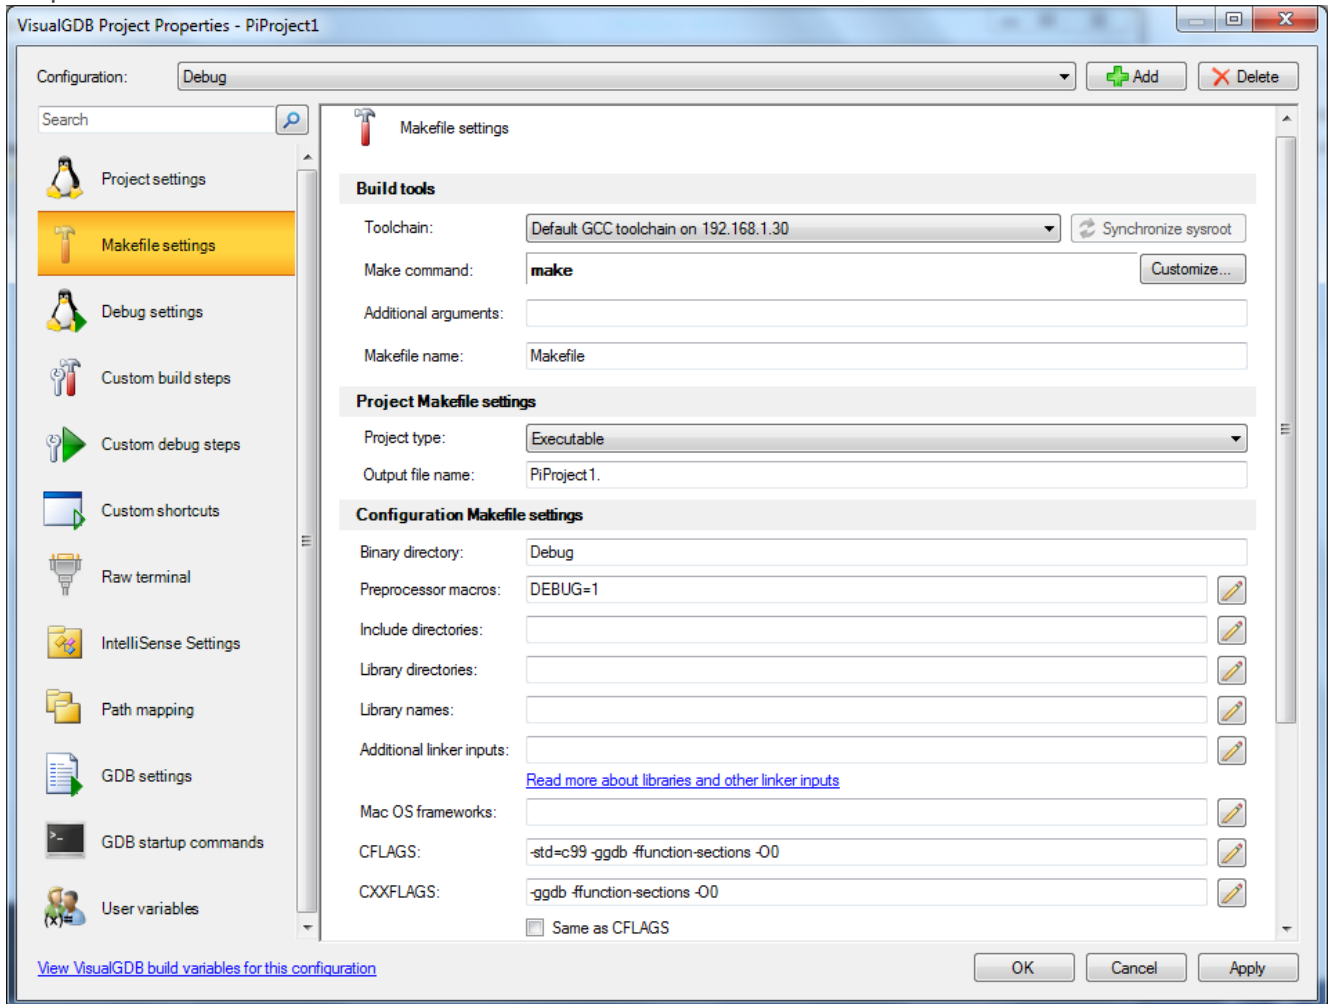 VisualGDB Project Properties - PiProject1
Configuration: Debug Add Delete
Search
Project settings
Makefile settings
Debug settings
Custom build steps
Custom debug steps
Custom shortcuts
Raw terminal
IntelliSense Settings
Path mapping
GDB settings
GDB startup commands
(x)= User variables
Makefile settings
Build tools
Toolchain: Default GCC toolchain on 192.168.1.30 Synchronize sysroot
Make command: make Customize...
Additional arguments:
Makefile name: Makefile
Project Makefile settings
Project type: Executable
Output file name: PiProject1.
Configuration Makefile settings
Binary directory: Debug
Preprocessor macros: DEBUG=1
Include directories:
Library directories:
Library names:
Additional linker inputs:
Read more about libraries and other linker inputs
Mac OS frameworks:
CFLAGS: -std=c99 -ggdb -ffunction-sections -O0
CXXFLAGS: -ggdb -ffunction-sections -O0
Same as CFLAGS
View VisualGDB build variables for this configuration
OK Cancel Apply